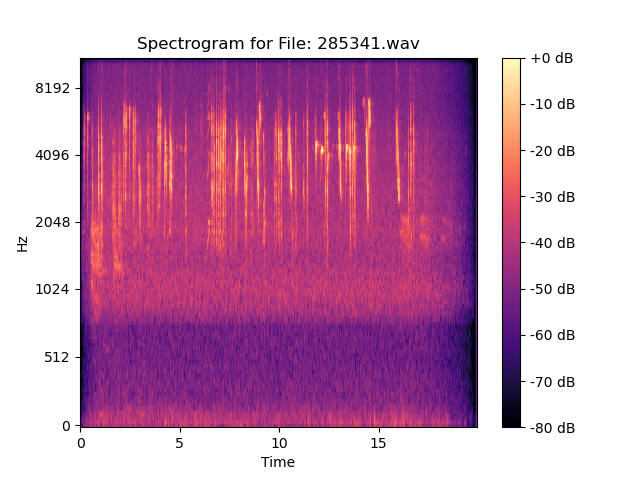 Spectrogram for File: 285341.wav
Hz
8192
4096
2048
1024
512
0
0 5 10 15
Time
+0 dB
-10 dB
-20 dB
-30 dB
-40 dB
-50 dB
-60 dB
-70 dB
-80 dB